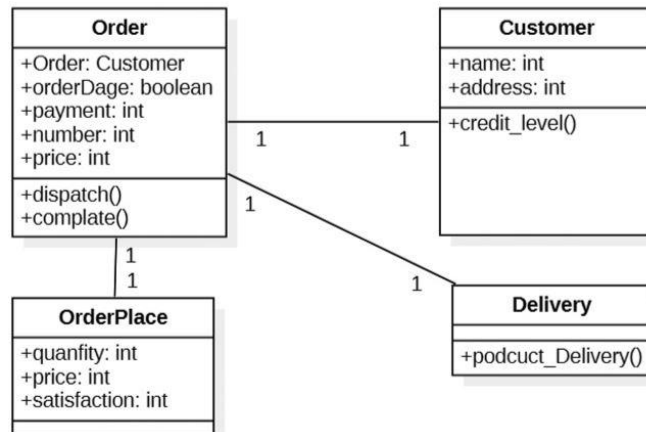 Order
+Order: Customer
+orderDage: boolean
+payment: int
+number: int
+price: int
+dispatch()
+complate()
Customer
+name: int
+address: int
+credit_level()
1
1
1
1
1
1
OrderPlace
+quanfity: int
+price: int
+satisfaction: int
Delivery
+podcuct_Delivery()